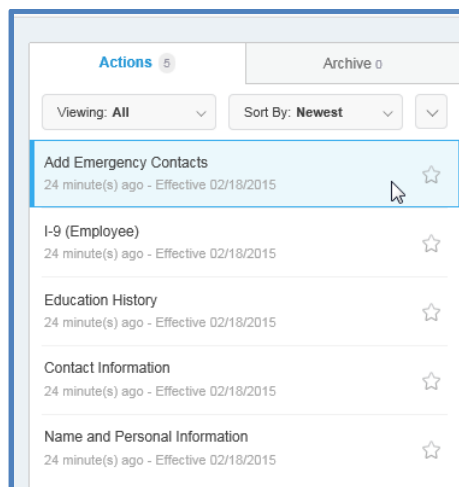 Actions 5 Archive 0
Viewing: All Sort By: Newest
Add Emergency Contacts
24 minute(s) ago - Effective 02/18/2015
I-9 (Employee)
24 minute(s) ago - Effective 02/18/2015
Education History
24 minute(s) ago - Effective 02/18/2015
Contact Information
24 minute(s) ago - Effective 02/18/2015
Name and Personal Information
24 minute(s) ago - Effective 02/18/2015